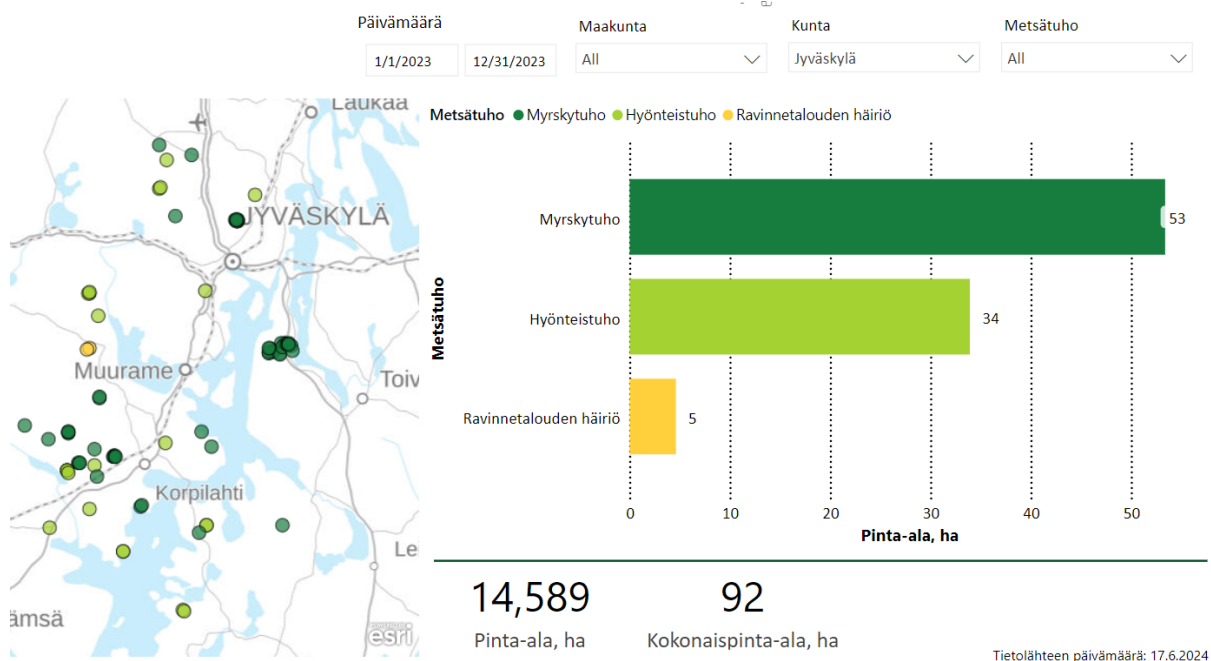 Päivämäärä
Maakunta
Kunta
Metsätuho
1/1/2023
12/31/2023
All
Jyväskylä
All
Laukaa
JYVÄSKYLÄ
Muurame
Toiv
Korpilahti
Le
ämsä
esri
Metsätuho Myrskytuho Hyönteistuho Ravinnetalouden häiriö
Metsätuho
Myrskytuho
53
Hyönteistuho
34
Ravinnetalouden häiriö
5
0 10 20 30 40 50
Pinta-ala, ha
14,589
92
Pinta-ala, ha
Kokonaispinta-ala, ha
Tietolähteen päivämäärä: 17.6.2024